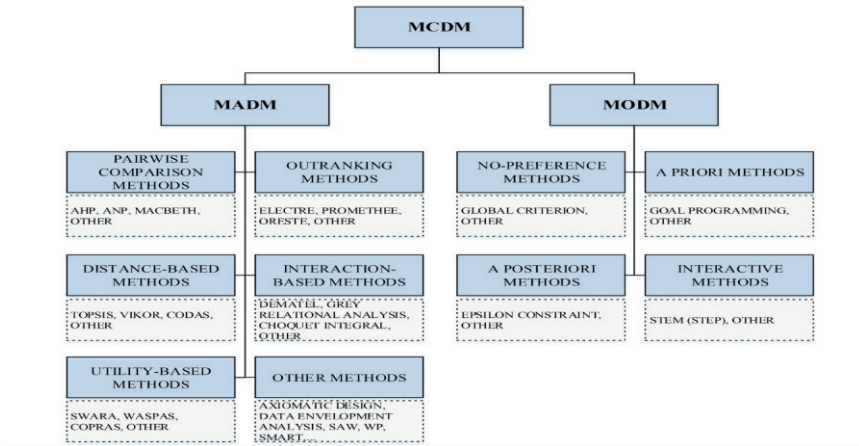 MCDM
MADM
MODM
PAIRWISE
COMPARISON
METHODS
AHP, ANP, MACBETH,
OTHER
OUTRANKING
METHODS
ELECTRE, PROMETHEE,
ORESTE, OTHER
NO-PREFERENCE
METHODS
GLOBAL CRITERION,
OTHER
A PRIORI METHODS
GOAL PROGRAMMING,
OTHER
DISTANCE-BASED
METHODS
TOPSIS, VIKOR, CODAS,
OTHER
INTERACTION-
BASED METHODS
DEMATEL, GREY
RELATIONAL ANALYSIS,
CHOQUET INTEGRAL,
OTHER
A POSTERIORI
METHODS
EPSILON CONSTRAINT,
OTHER
INTERACTIVE
METHODS
STEM (STEP), OTHER
UTILITY-BASED
METHODS
SWARA, WASPAS,
COPRAS, OTHER
OTHER METHODS
AXIOMATIC DESIGN,
DATA ENVELOPMENT
ANALYSIS, SAW, WP,
SMART,...